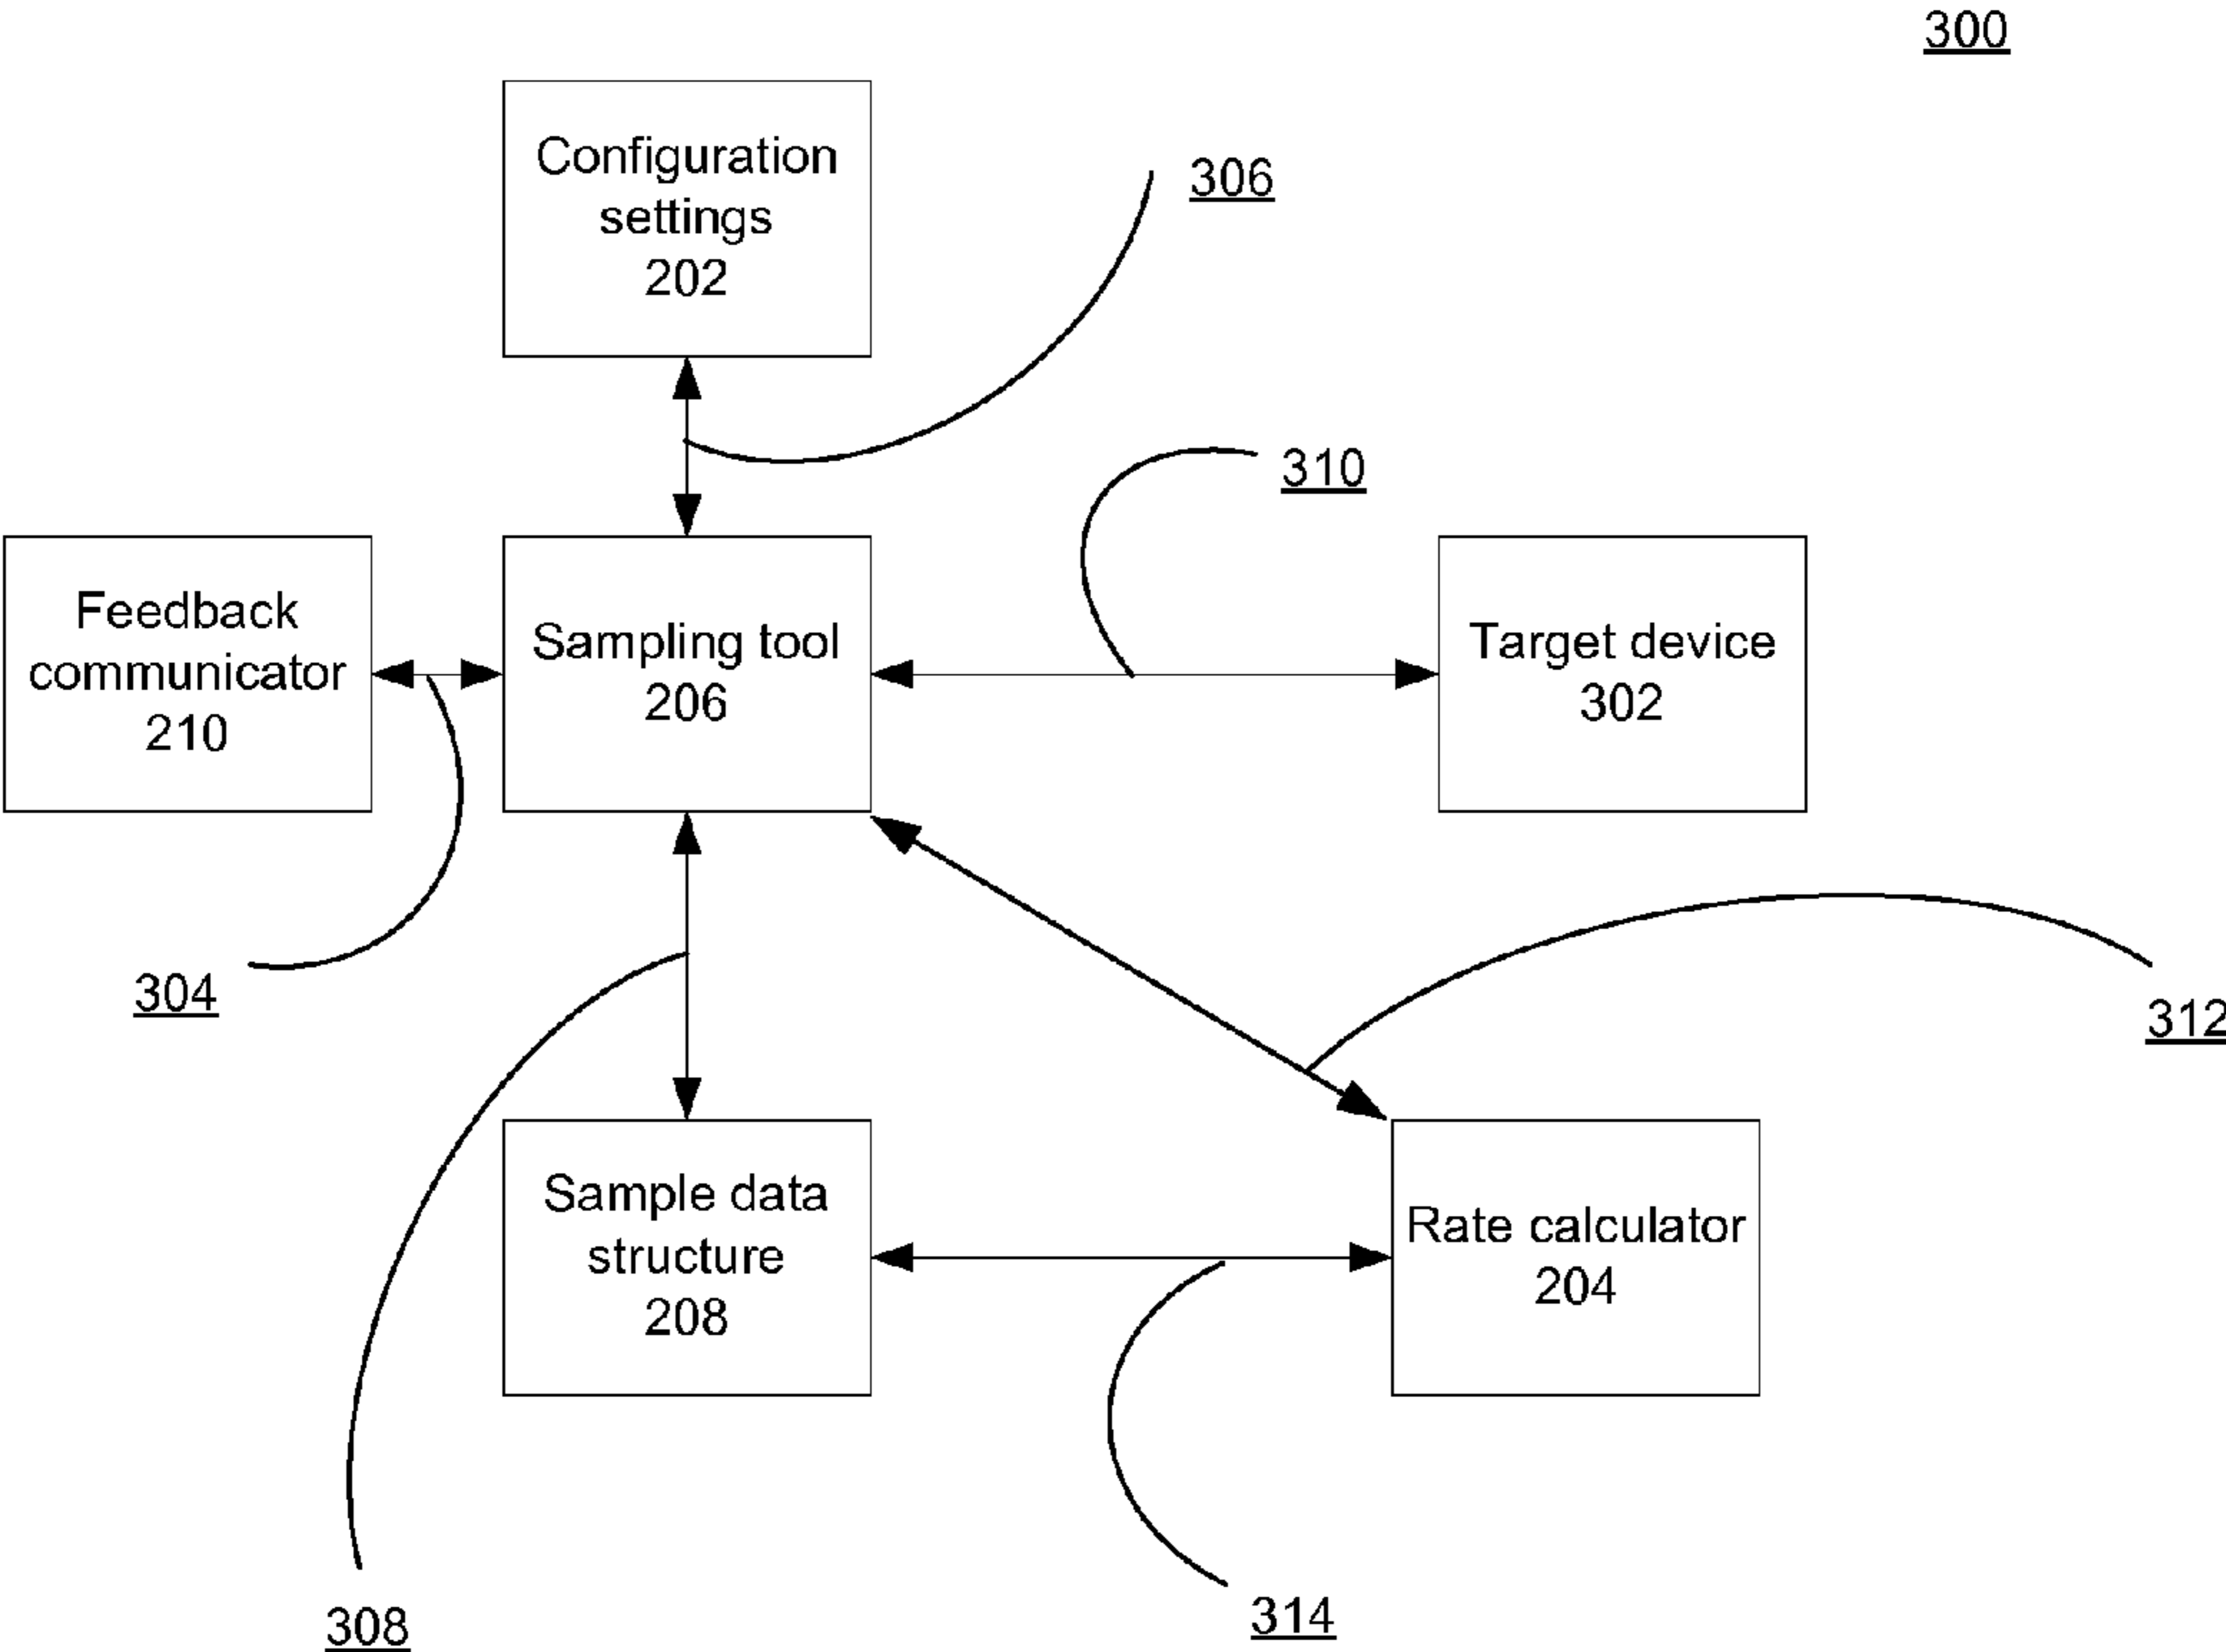 300
Configuration
settings
202
306
310
Feedback
communicator
210
Sampling tool
206
Target device
302
304
312
Sample data
structure
208
Rate calculator
204
308
314